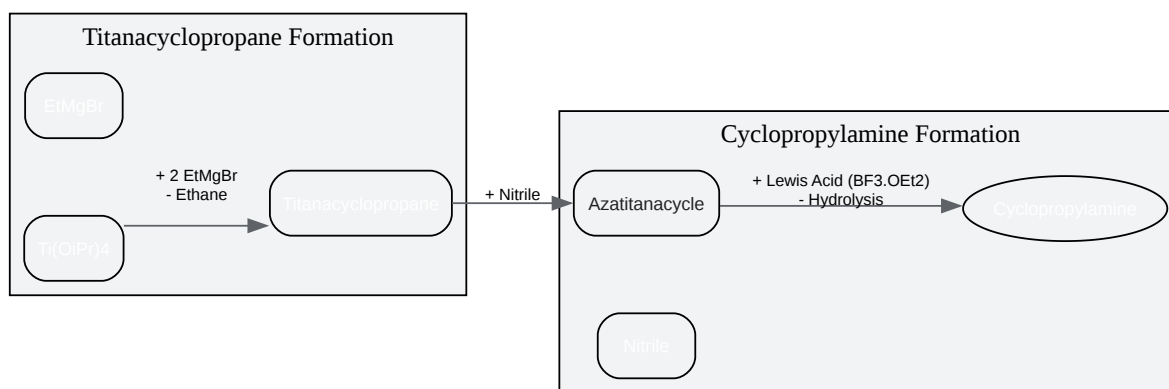 Titanacyclopropane Formation
EtMgBr
+ 2 EtMgBr
- Ethane
Ti(OiPr)4
Titanacyclopropane
+ Nitrile
Cyclopropylamine Formation
Azatitanacycle
+ Lewis Acid (BF3.OEt2)
- Hydrolysis
Cyclopropylamine
Nitrile